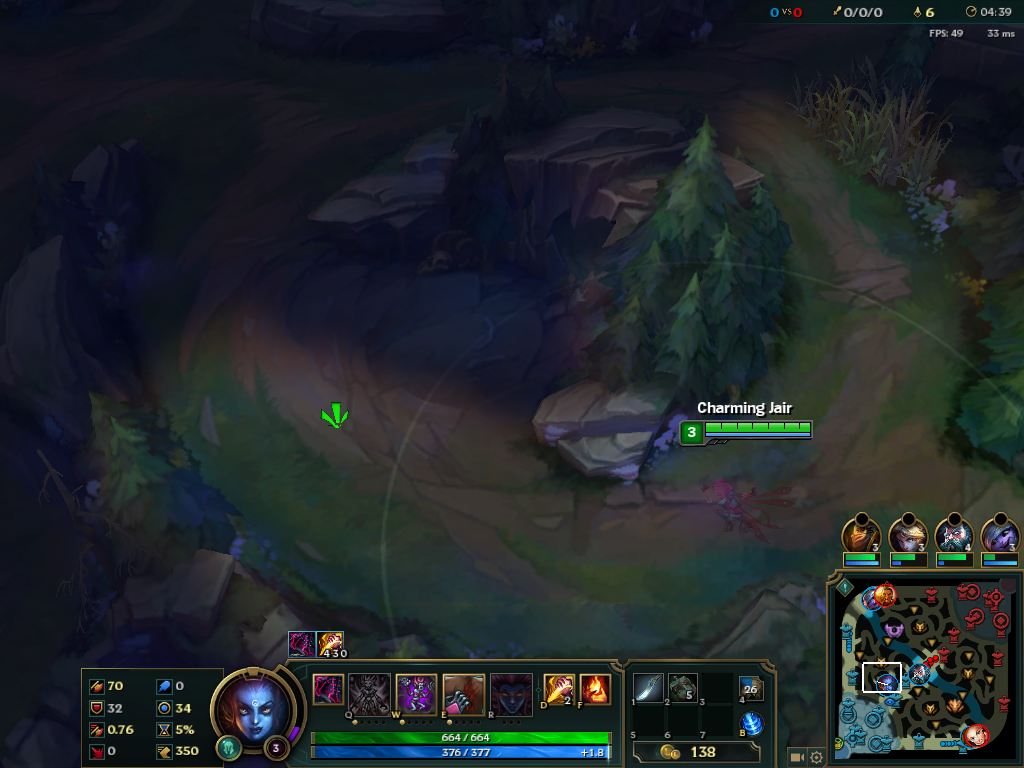 0 vs 0 0/0/0 6 04:39
FPS: 49 33 ms
Charming Jair
3
3 3 4 3
430
70 0
32 34
0.76 5%
0 350
3
Q W E R D 2 F
664 / 664
376 / 377 +1.8
1 2 5 3 26 4
5 6 7 B
138